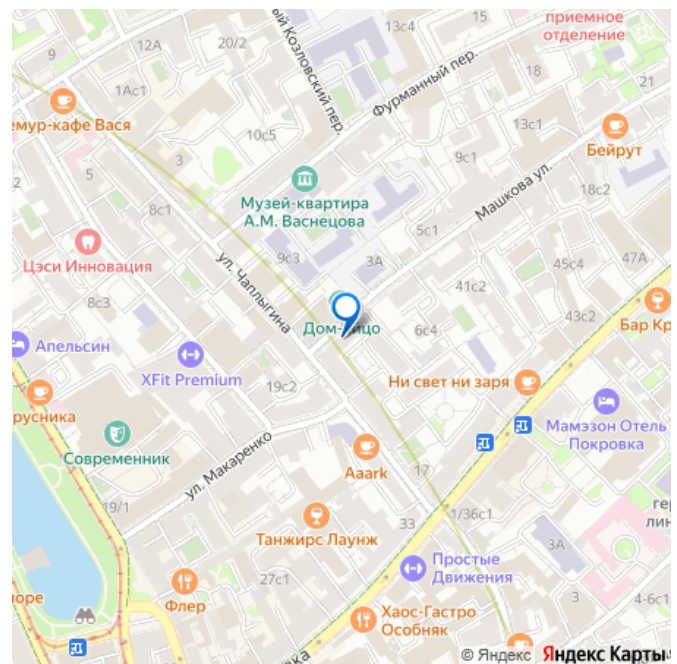 приемное
отделение
15
13с4
20/2
12А
9
1Ас1
ый Козловский пер.
Фурманный пер.
18
21
13с1
емур-кафе Вася
10с5
3
5
Бейрут
9с1
Машкова ул.
18с2
Музей-квартира
А.М. Васнецова
8с1
5с1
Цэси Инновация
ул. Чаплыгина
9с3
3А
45с4
47А
41с2
8с3
43с2
Бар Кр
6с4
Апельсин
XFit Premium
19с2
Ни свет ни заря
русника
Мамэзон Отель
Покровка
Современник
ул. Макаренко
Aaark
17
19/1
33
1/36с1
гер
лин
Танжирс Лаунж
3А
Простые
Движения
27с1
3
4-6с1
море
Флер
Хаос-Гастро
Особняк
© Яндекс Яндекс Карты